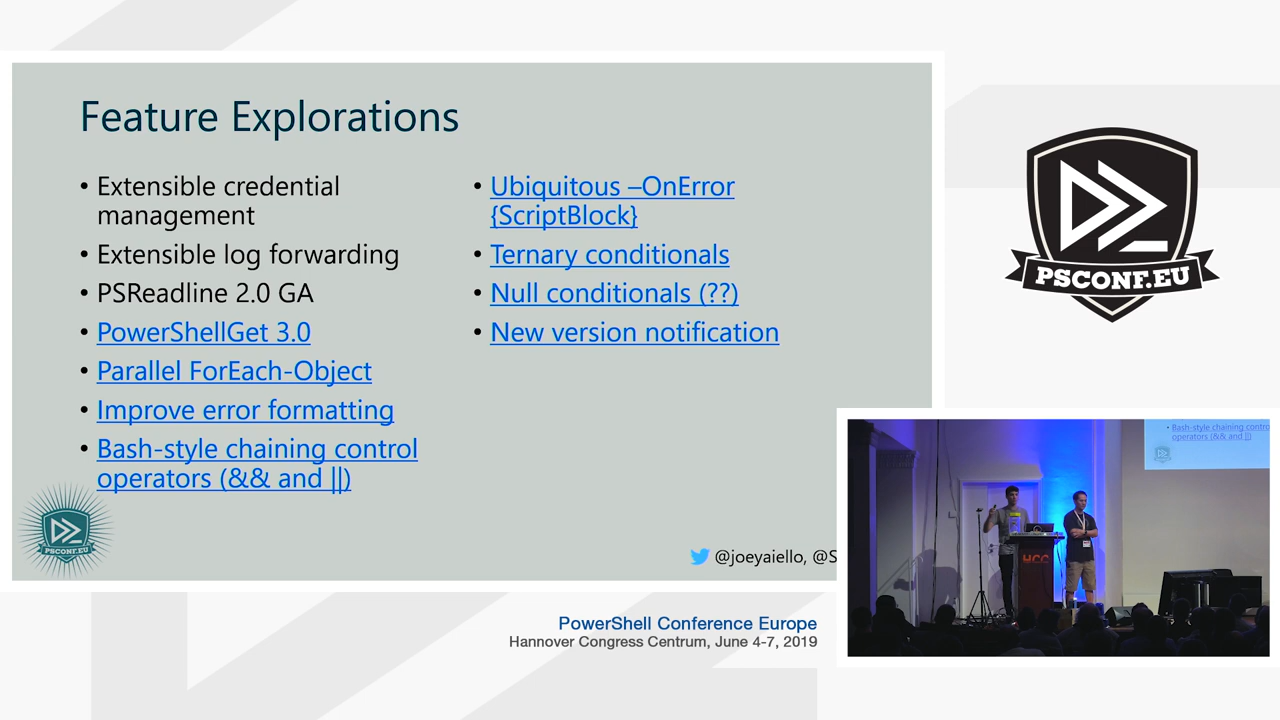 Feature Explorations
• Extensible credential
management
• Extensible log forwarding
• PSReadline 2.0 GA
• PowerShellGet 3.0
• Parallel ForEach-Object
• Improve error formatting
• Bash-style chaining control
operators (&& and ||)
• Ubiquitous –OnError
{ScriptBlock}
• Ternary conditionals
• Null conditionals (??)
• New version notification
PSCONF.EU
@joeyaiello, @S
PSCONF.EU
• Bash-style chaining contro
operators (&& and ||)
HCC
PowerShell Conference Europe
Hannover Congress Centrum, June 4-7, 2019